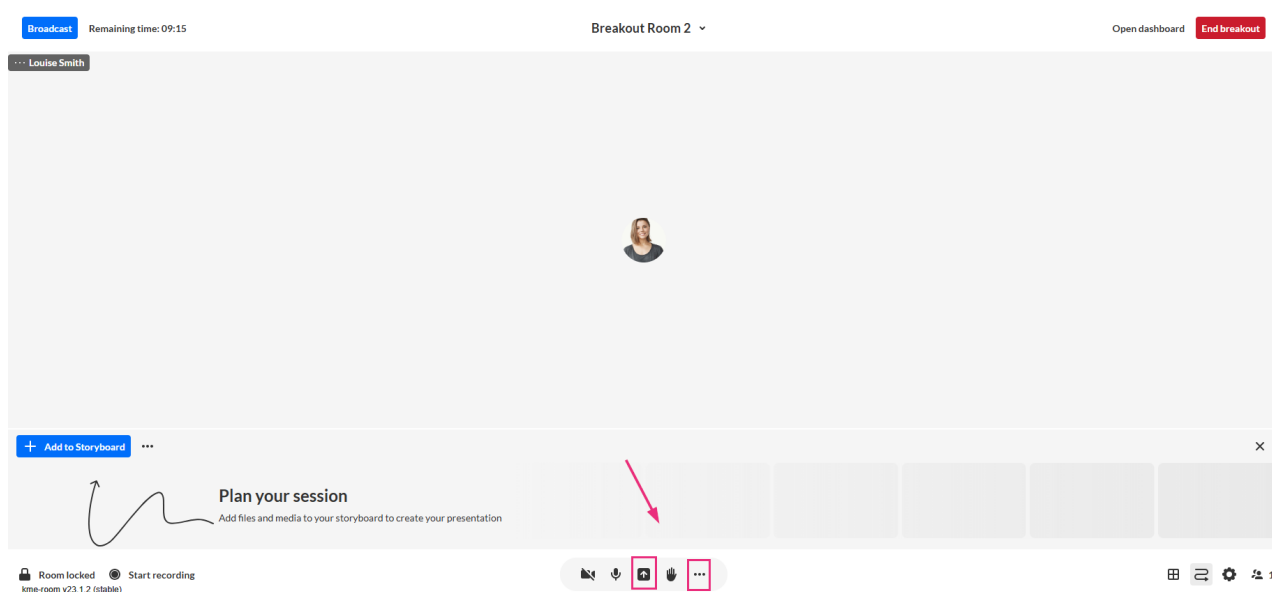 Broadcast Remaining time: 09:15 Breakout Room 2 Open dashboard End breakout
Louise Smith
Add to Storyboard
Plan your session
Add files and media to your storyboard to create your presentation
Room locked Start recording
kme-room v23.1.2 (stable)